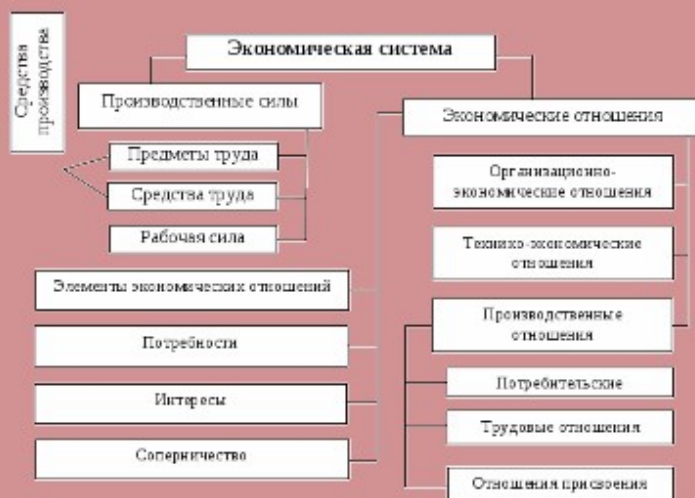 Средства
производства
Экономическая система
Производственные силы
Экономические отношения
Предметы труда
Средства труда
Рабочая сила
Организационно-
экономические отношения
Технико-экономические
отношения
Элементы экономических отношений
Производственные
отношения
Потребности
Потребительские
Интересы
Трудовые отношения
Соперничество
Отношения присвоения